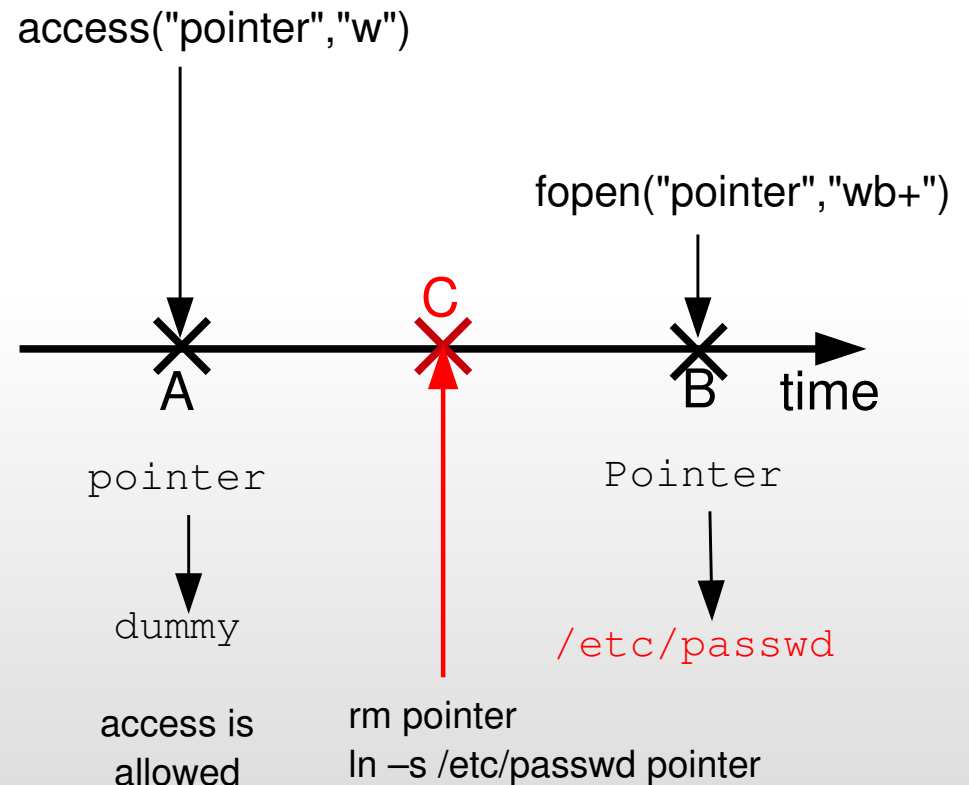 access("pointer","w")
fopen("pointer","wb+")
C
A
B
time
pointer
Pointer
dummy
/etc/passwd
access is
allowed
rm pointer
ln –s /etc/passwd pointer